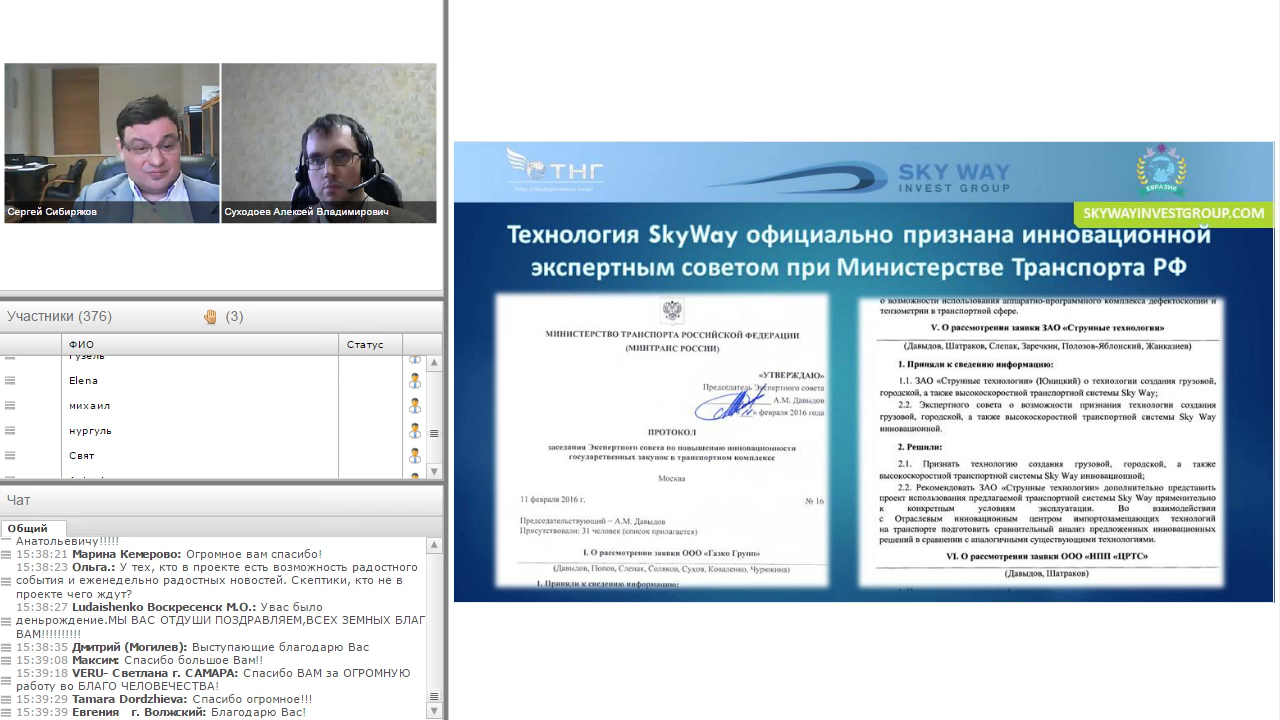 Сергей Сибиряков
Суходоев Алексей Владимирович
Участники (376)
(3)
ФИО
Статус
Гузель
Elena
михаил
нургуль
Свят
Чат
Общий
Анатольевичу!!!!!
15:38:21 Марина Кемерово: Огромное вам спасибо!
15:38:23 Ольга.: У тех, кто в проекте есть возможность радостного
события и еженедельно радостных новостей. Скептики, кто не в
проекте чего ждут?
15:38:27 Ludaishenko Воскресенск М.О.: Увас было
деньрождение.МЫ ВАС ОТДУШИ ПОЗДРАВЛЯЕМ,ВСЕХ ЗЕМНЫХ БЛАГ
ВАМ!!!!!!!!!!
15:38:35 Дмитрий (Могилев): Выступающие благодарю Вас
15:39:08 Максим: Спасибо большое Вам!!
15:39:18 VERU- Светлана г. САМАРА: Спасибо ВАМ за ОГРОМНУЮ
работу во БЛАГО ЧЕЛОВЕЧЕСТВА!
15:39:29 Tamara Dordzhieva: Спасибо огромное!!!
15:39:39 Евгения г. Волжский: Благодарю Вас!
ТНГ
Мы объединяем мир!
SKY WAY
INVEST GROUP
ЕВРАЗИЯ
SKYWAYINVESTGROUP.COM
Технология SkyWay официально признана инновационной
экспертным советом при Министерстве Транспорта РФ
МИНИСТЕРСТВО ТРАНСПОРТА РОССИЙСКОЙ ФЕДЕРАЦИИ
(МИНТРАНС РОССИИ)
«УТВЕРЖДАЮ»
Председатель Экспертного совета
А.М. Давыдов
» февраля 2016 года
ПРОТОКОЛ
заседания Экспертного совета по повышению инновационности
государственных закупок в транспортном комплексе
Москва
11 февраля 2016 г.
№ 16
Председательствующий – А.М. Давыдов
Присутствовали: 31 человек (список прилагается)
I. О рассмотрении заявки ООО «Газко Групп»
(Давыдов, Попов, Слепак, Соляков, Сухов, Коваленко, Чурюкина)
1. Приняли к сведению информацию:
о возможности использования аппаратно-программного комплекса дефектоскопии и
тензометрии в транспортной сфере.
V. О рассмотрении заявки ЗАО «Струнные технологии»
(Давыдов, Шатраков, Слепак, Заречкин, Полозов-Яблонский, Жанказиев)
1. Приняли к сведению информацию:
1.1. ЗАО «Струнные технологии» (Юницкий) о технологии создания грузовой,
городской, а также высокоскоростной транспортной системы Sky Way;
2.2. Экспертного совета о возможности признания технологии создания
грузовой, городской, а также высокоскоростной транспортной системы Sky Way
инновационной.
2. Решили:
2.1. Признать технологию создания грузовой, городской, а также
высокоскоростной транспортной системы Sky Way инновационной;
2.2. Рекомендовать ЗАО «Струнные технологии» дополнительно представить
проект использования предлагаемой транспортной системы Sky Way применительно
к конкретным условиям эксплуатации. Во взаимодействии
с Отраслевым инновационным центром импортозамещающих технологий
на транспорте подготовить сравнительный анализ предложенных инновационных
решений в сравнении с аналогичными существующими технологиями.
VI. О рассмотрении заявки ООО «НПП «ЦРТС»
(Давыдов, Шатраков)